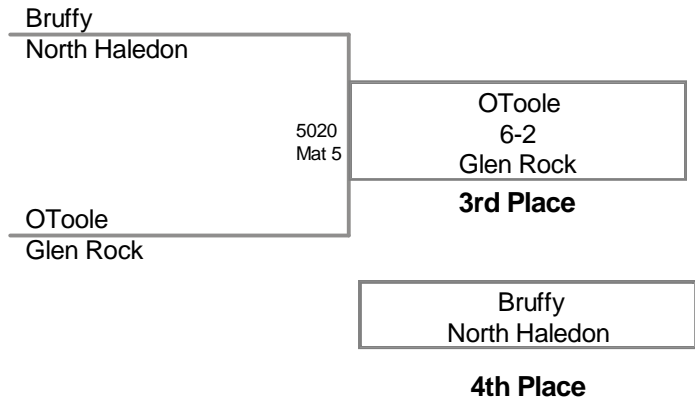 Bruffy
North Haledon
OToole
6-2
Glen Rock
5020
Mat 5
3rd Place
OToole
Glen Rock
Bruffy
North Haledon
4th Place